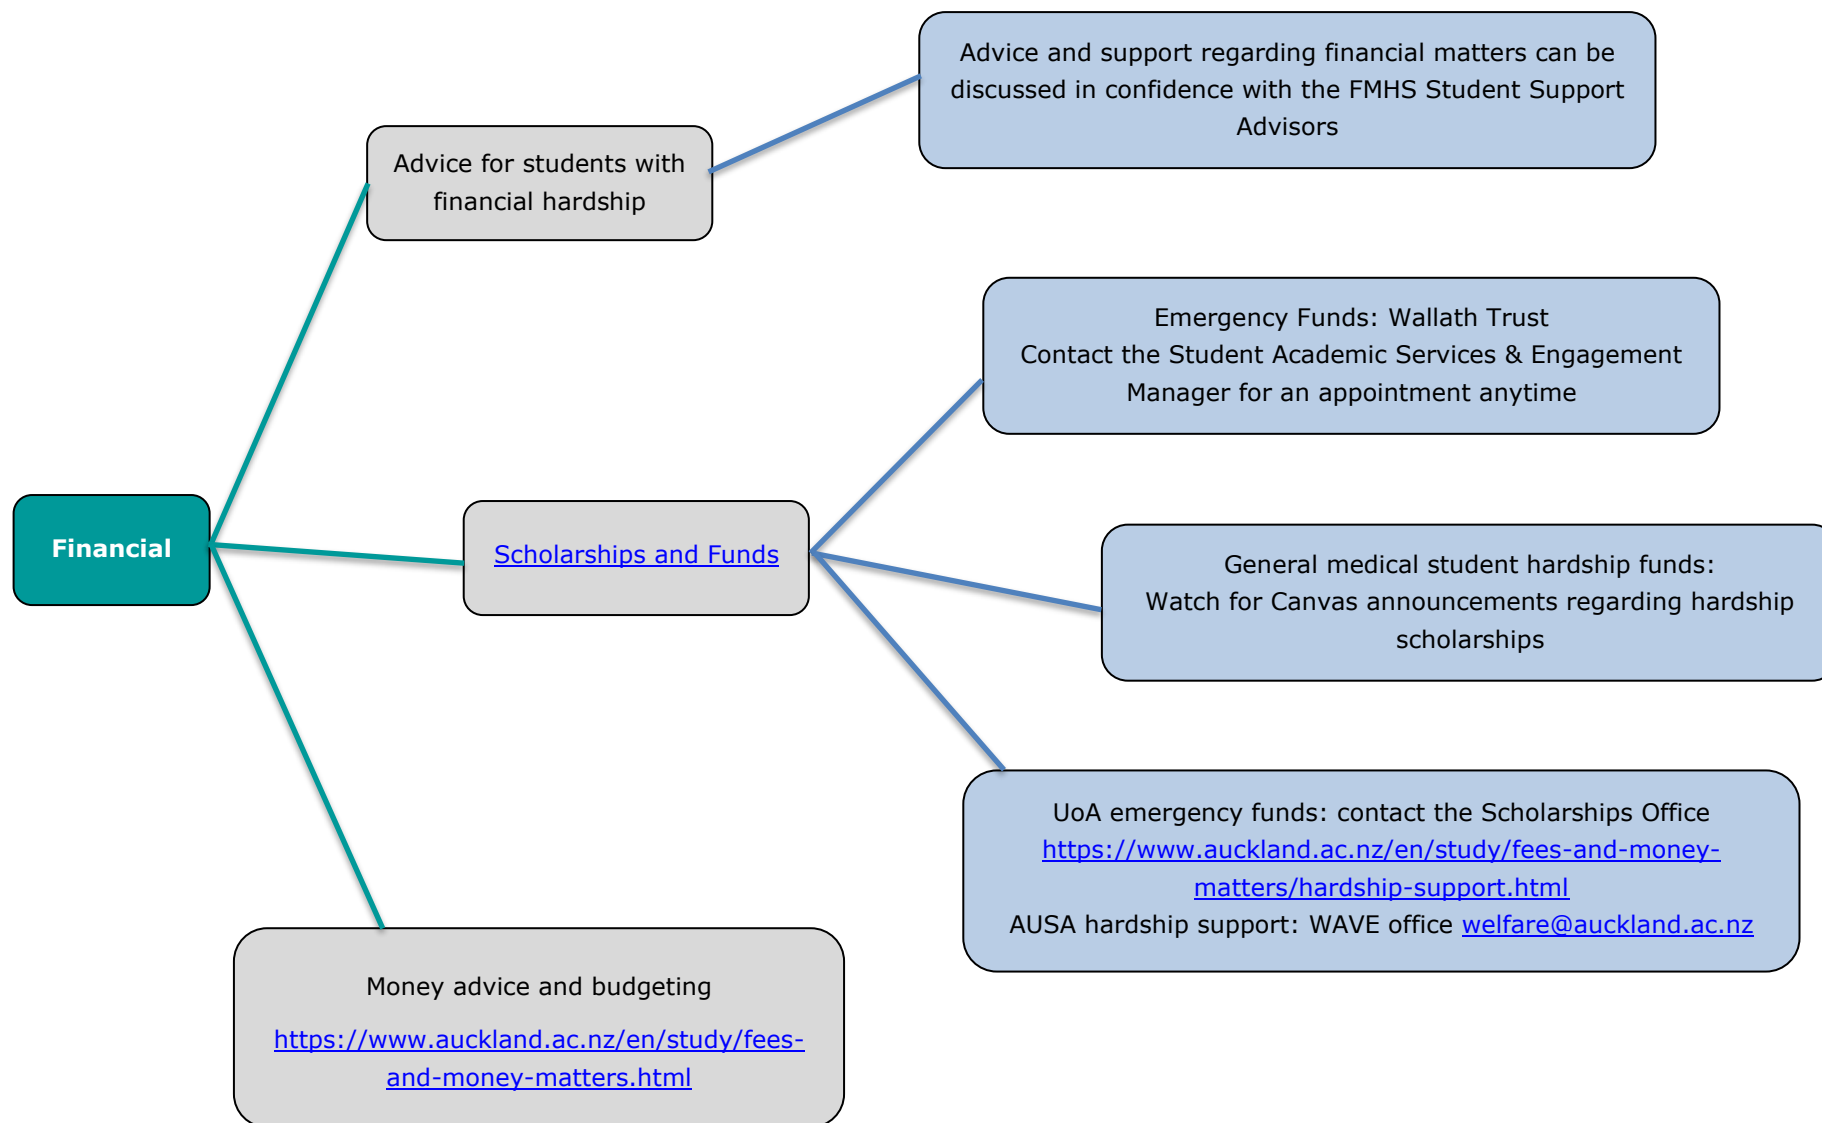 Advice and support regarding financial matters can be
discussed in confidence with the FMHS Student Support
Advisors
Advice for students with
financial hardship
Emergency Funds: Wallath Trust
Contact the Student Academic Services & Engagement
Manager for an appointment anytime
Financial
Scholarships and Funds
General medical student hardship funds:
Watch for Canvas announcements regarding hardship
scholarships
UoA emergency funds: contact the Scholarships Office
https://www.auckland.ac.nz/en/study/fees-and-money-
matters/hardship-support.html
AUSA hardship support: WAVE office welfare@auckland.ac.nz
Money advice and budgeting
https://www.auckland.ac.nz/en/study/fees-
and-money-matters.html